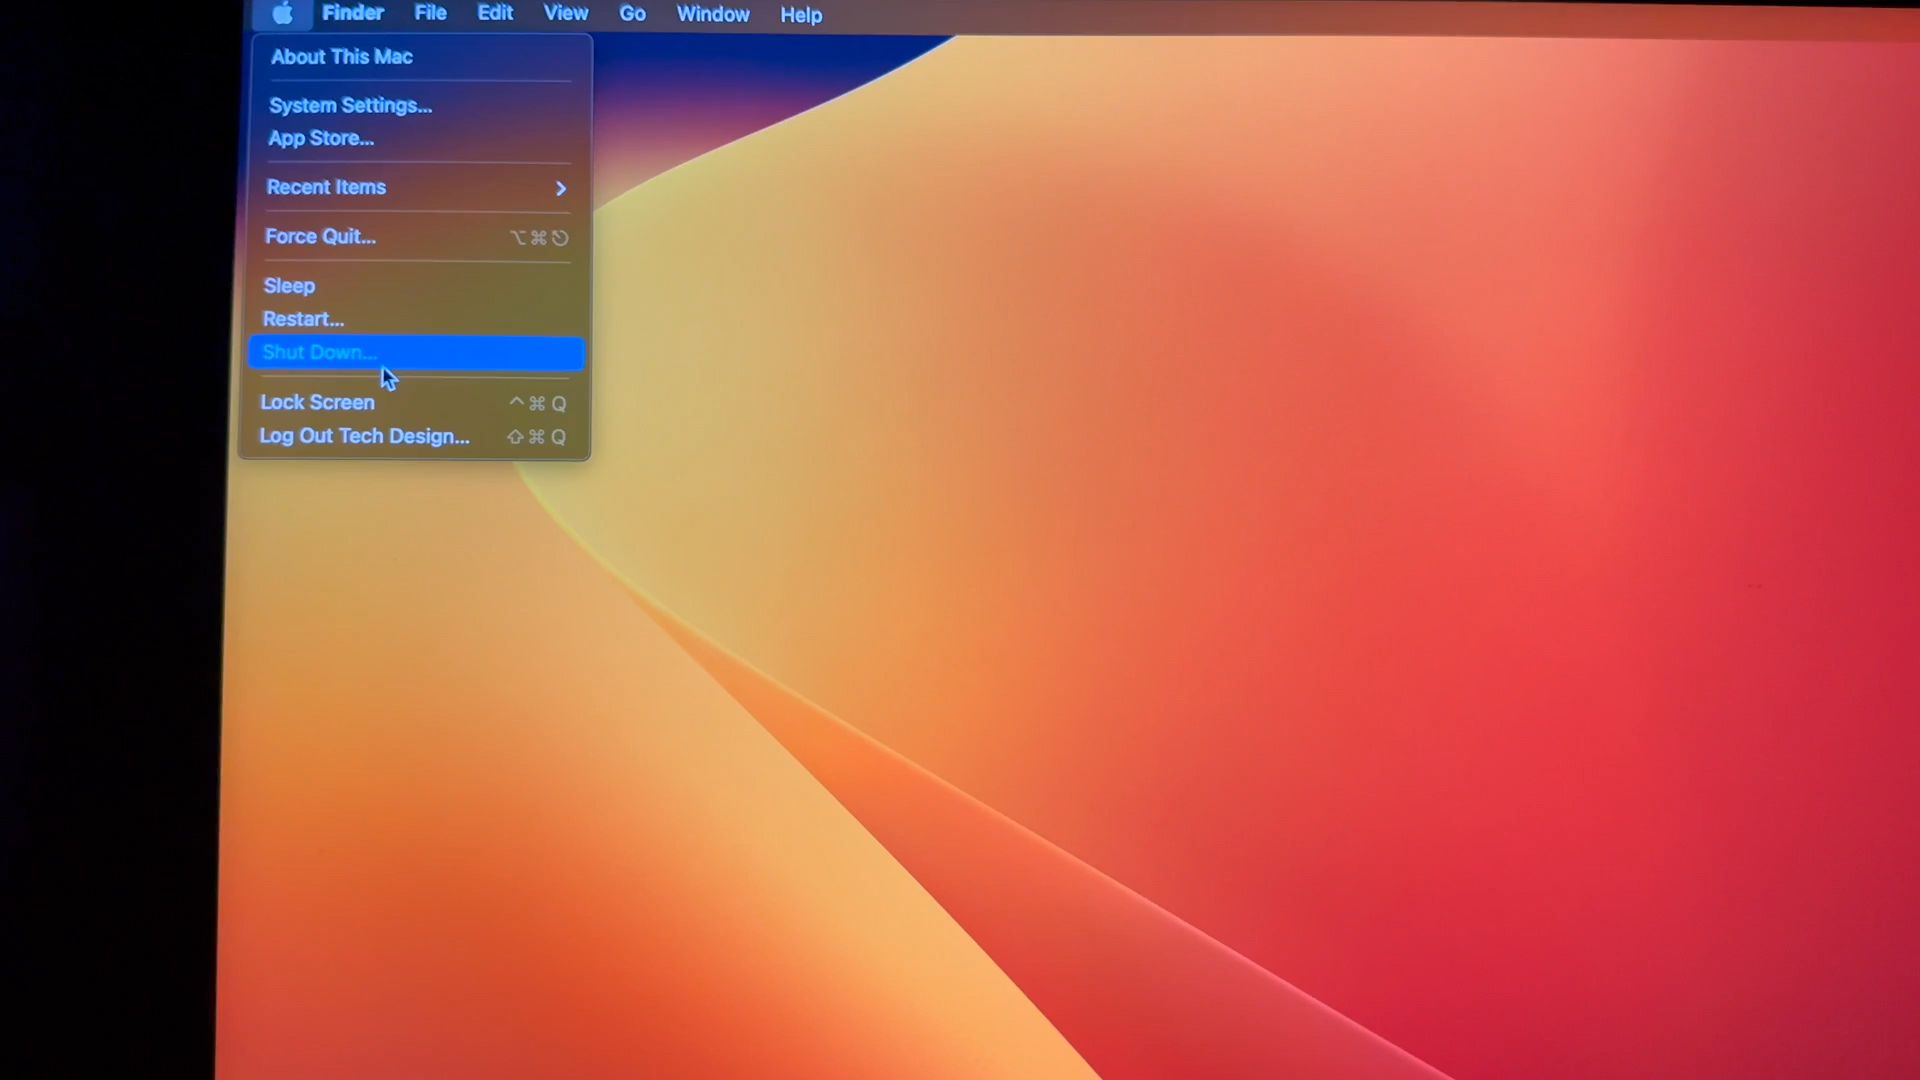 Finder File Edit View Go Window Help
About This Mac
System Settings...
App Store...
Recent Items
Force Quit... ⌥⌘⎋
Sleep
Restart...
Shut Down...
Lock Screen ^⌘Q
Log Out Tech Design... ⇧⌘Q